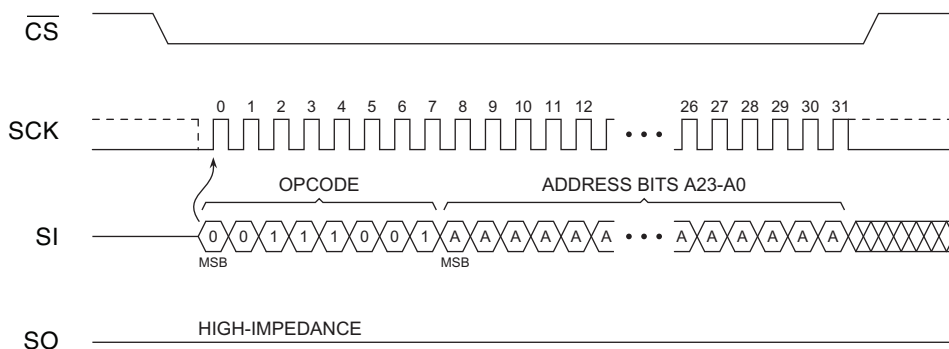 CS
0 1 2 3 4 5 6 7 8 9 10 11 12 26 27 28 29 30 31
SCK
OPCODE ADDRESS BITS A23-A0
SI 0 0 1 1 1 0 0 1 A A A A A A A A A A A A
MSB MSB
HIGH-IMPEDANCE
SO